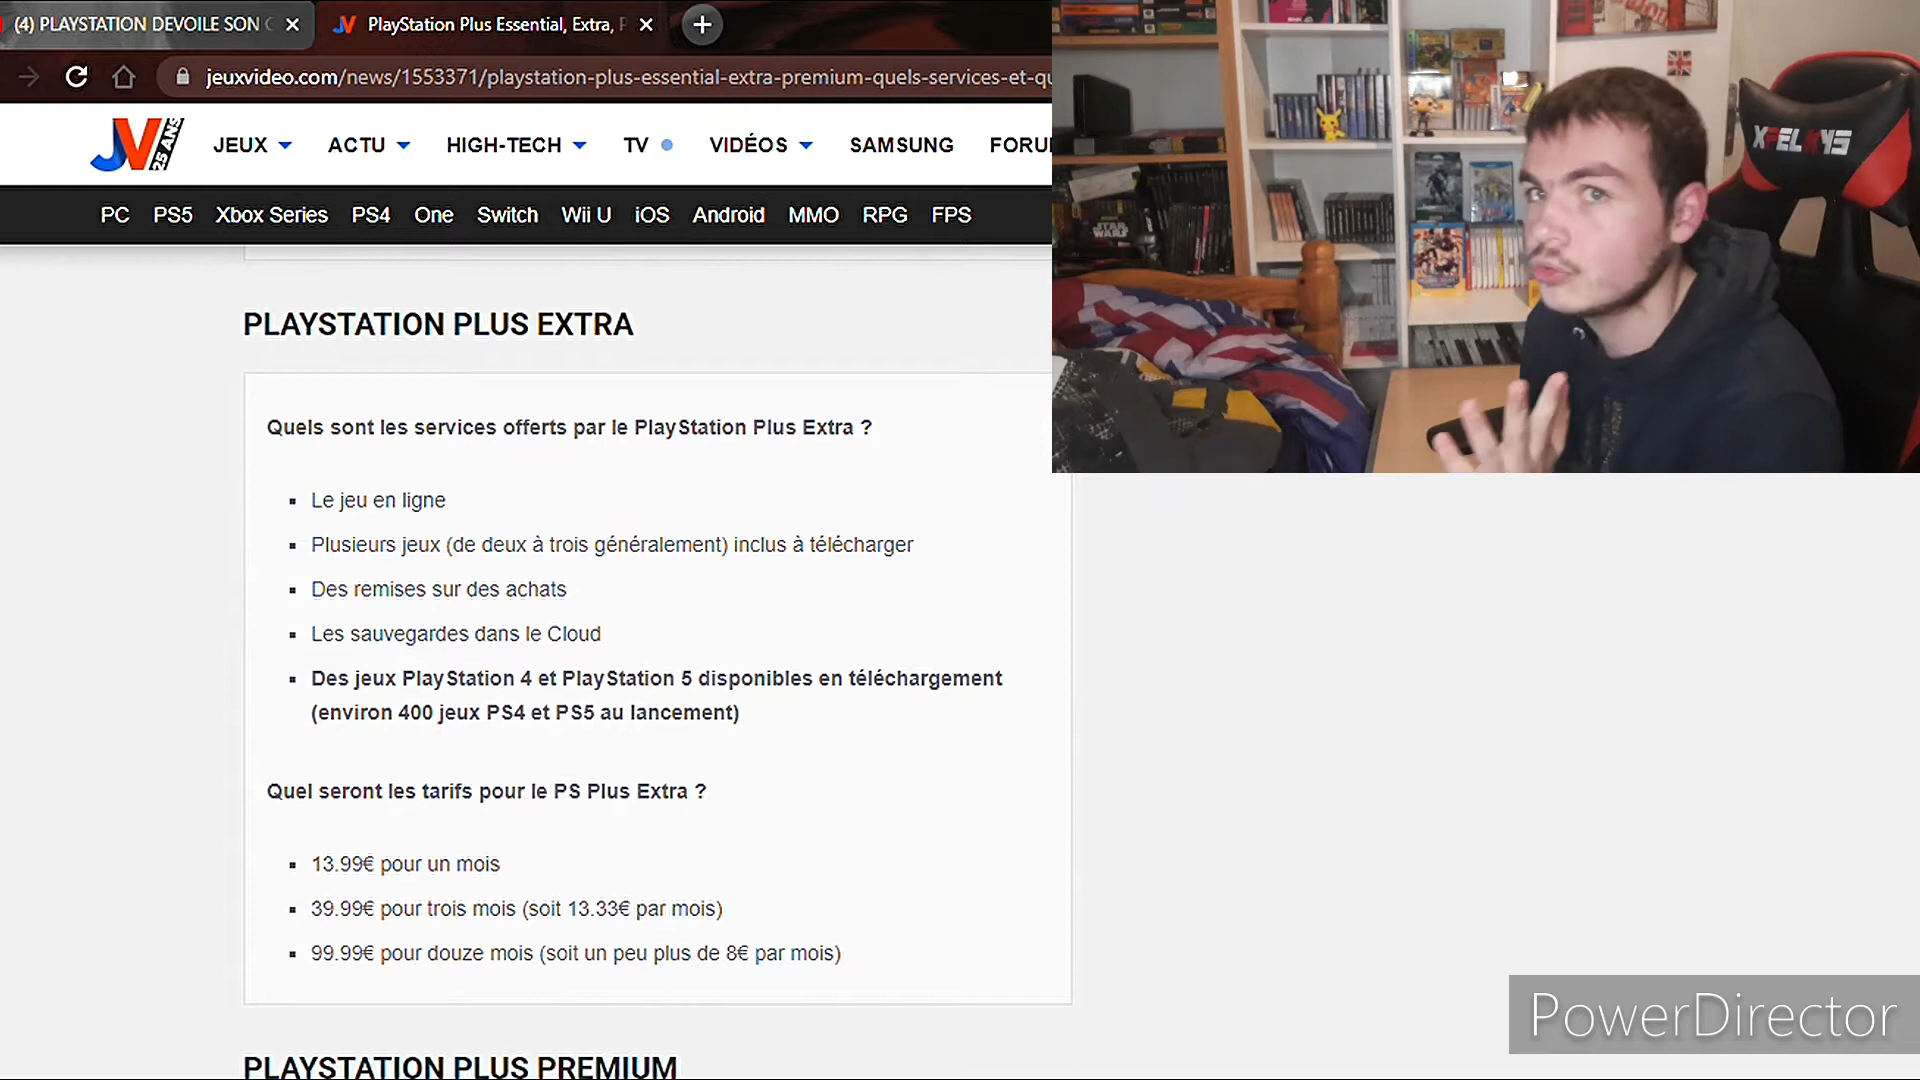 (4) PLAYSTATION DEVOILE SON
PlayStation Plus Essential, Extra, P
jeuxvideo.com/news/1553371/playstation-plus-essential-extra-premium-quels-services-et-qu
JV 25 ANS
JEUX ACTU HIGH-TECH TV VIDÉOS SAMSUNG FORU
PC PS5 Xbox Series PS4 One Switch Wii U iOS Android MMO RPG FPS
PLAYSTATION PLUS EXTRA
Quels sont les services offerts par le PlayStation Plus Extra ?
Le jeu en ligne
Plusieurs jeux (de deux à trois généralement) inclus à télécharger
Des remises sur des achats
Les sauvegardes dans le Cloud
Des jeux PlayStation 4 et PlayStation 5 disponibles en téléchargement
(environ 400 jeux PS4 et PS5 au lancement)
Quel seront les tarifs pour le PS Plus Extra ?
13.99€ pour un mois
39.99€ pour trois mois (soit 13.33€ par mois)
99.99€ pour douze mois (soit un peu plus de 8€ par mois)
PLAYSTATION PLUS PREMIUM
STAR WARS
PowerDirector